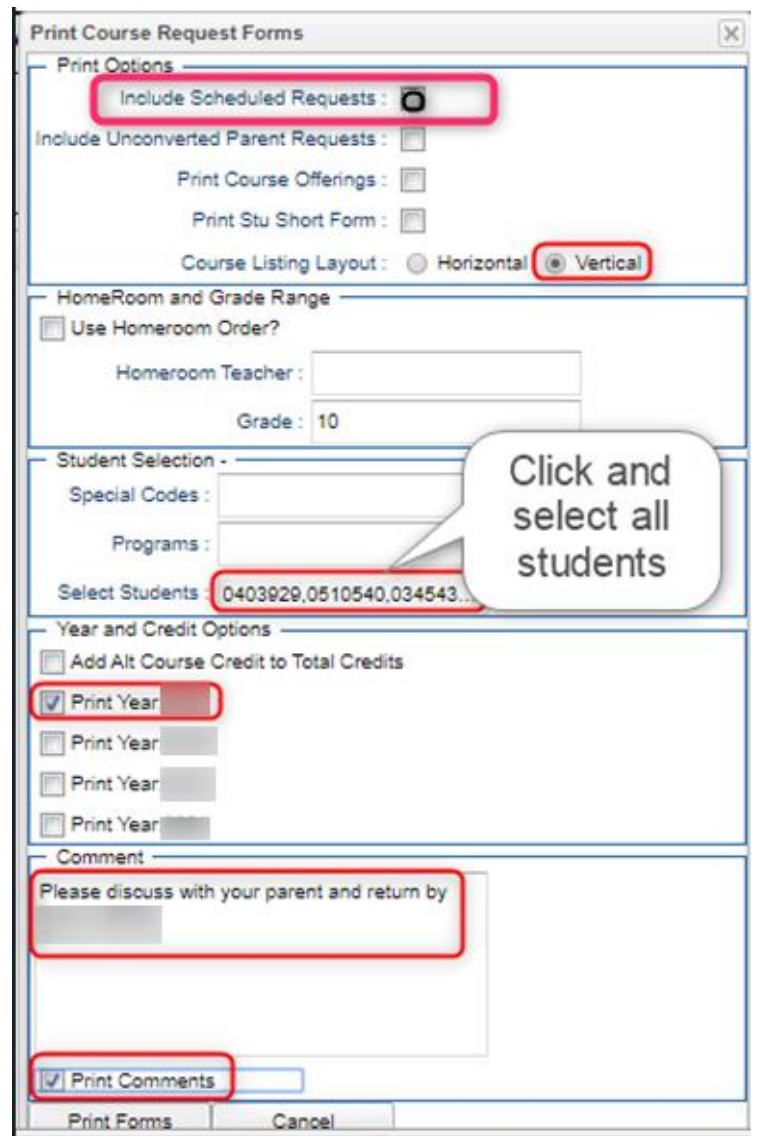 Print Course Request Forms
Print Options
Include Scheduled Requests :
Include Unconverted Parent Requests :
Print Course Offerings :
Print Stu Short Form :
Course Listing Layout : Horizontal Vertical
HomeRoom and Grade Range
Use Homeroom Order?
Homeroom Teacher :
Grade : 10
Student Selection -
Special Codes :
Programs :
Select Students : 0403929,0510540,034543...
Click and
select all
students
Year and Credit Options
Add Alt Course Credit to Total Credits
Print Year
Print Year
Print Year
Print Year
Comment
Please discuss with your parent and return by
Print Comments
Print Forms Cancel